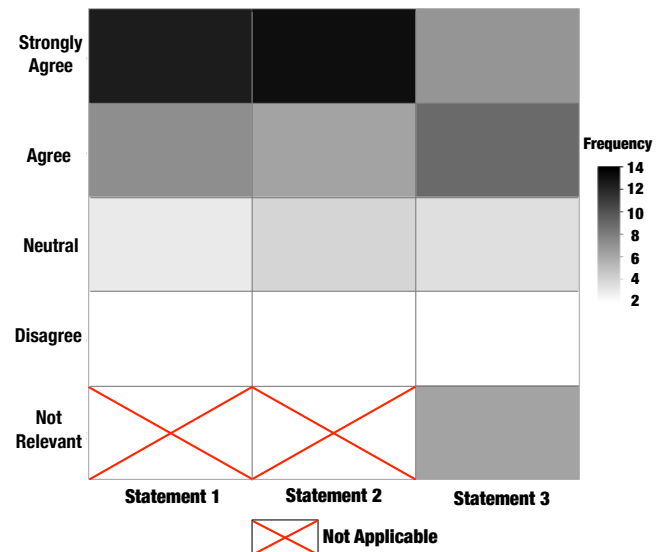 Strongly
Agree
Agree
Neutral
Disagree
Not
Relevant
Statement 1
Statement 2
Statement 3
Frequency
14
12
10
8
6
4
2
Not Applicable